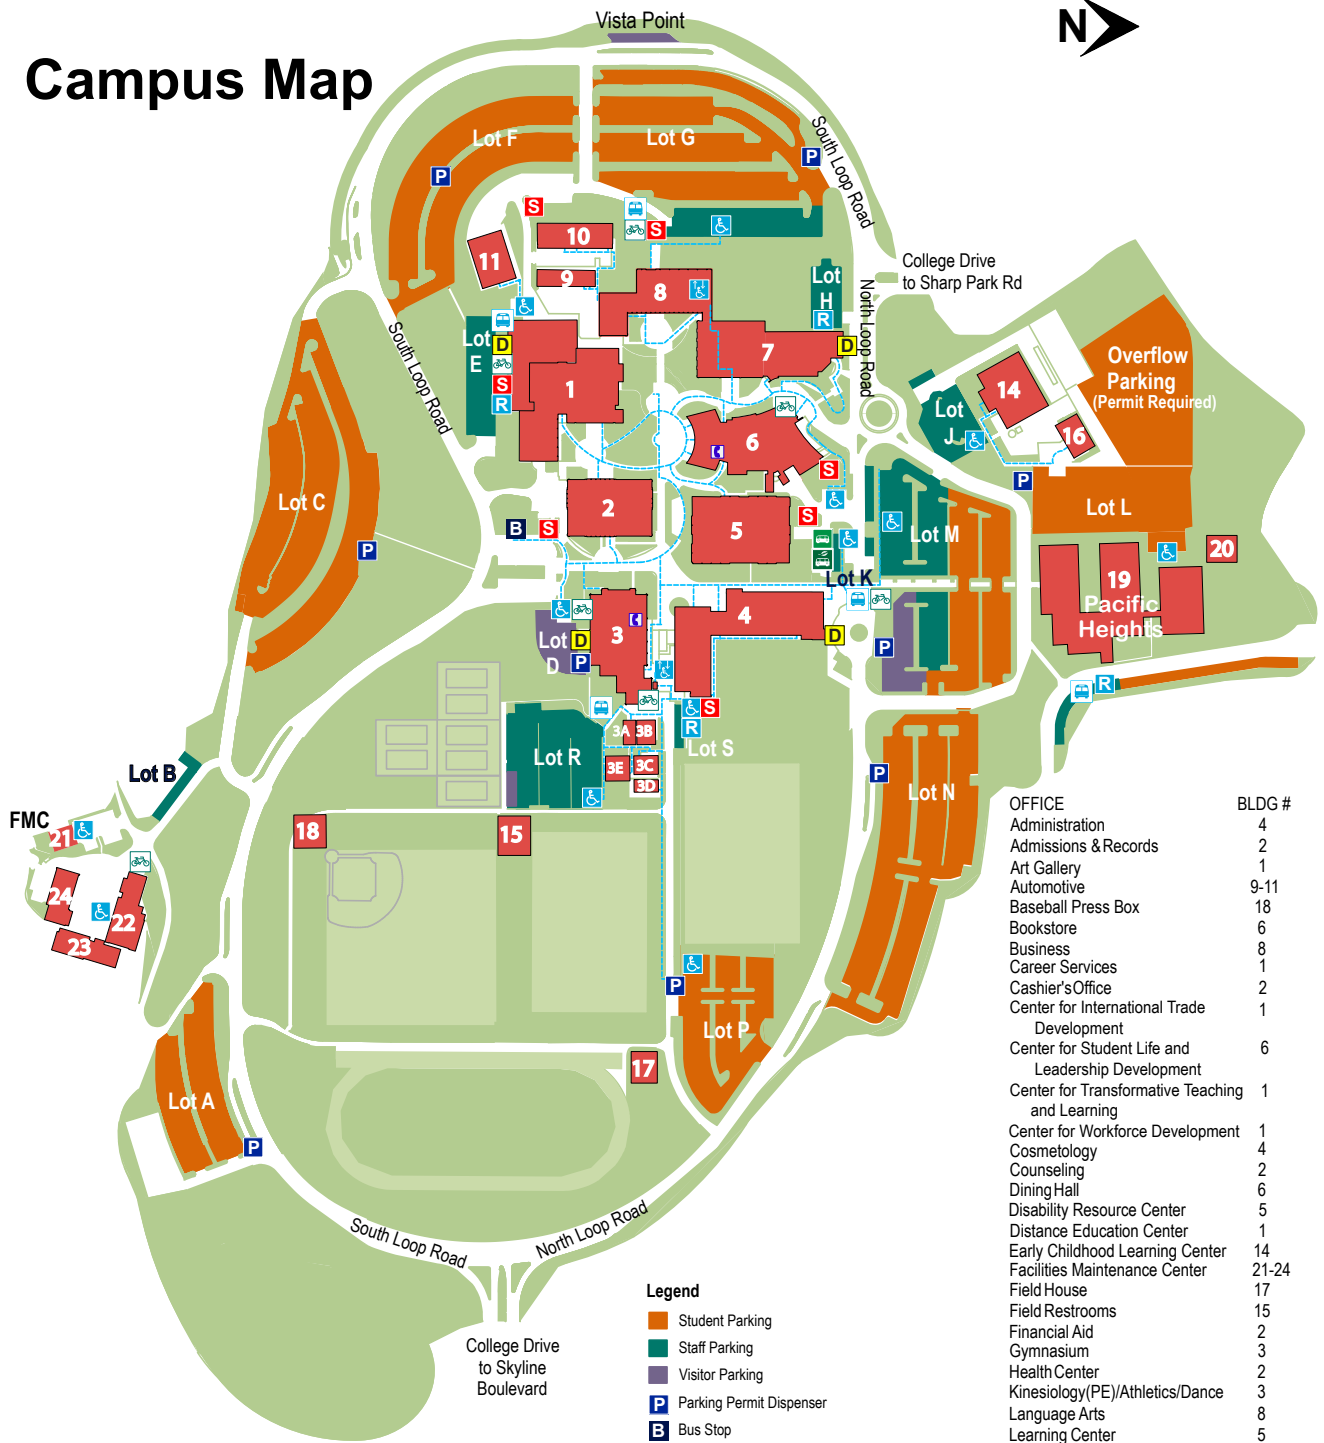 Vista Point
N
Campus Map
Lot F
Lot G
South Loop Road
P
P
S
S
10
11
9
8
College Drive
to Sharp Park Rd
Lot
H
R
North Loop Road
South Loop Road
Lot
E
D
S
R
1
7
D
Overflow
Parking
(Permit Required)
14
Lot
J
16
6
S
P
Lot C
P
2
B
S
5
S
Lot L
Lot M
Lot K
20
19
Pacific
Heights
3
4
Lot
D
D
P
D
P
R
S
R
3A
3B
Lot S
Lot R
3E
3C
3D
Lot B
P
Lot N
FMC
21
18
15
24
22
23
P
Lot P
17
Lot A
P
South Loop Road
North Loop Road
College Drive
to Skyline
Boulevard
Legend
Student Parking
Staff Parking
Visitor Parking
P Parking Permit Dispenser
B Bus Stop
OFFICE BLDG #
Administration 4
Admissions & Records 2
Art Gallery 1
Automotive 9-11
Baseball Press Box 18
Bookstore 6
Business 8
Career Services 1
Cashier's Office 2
Center for International Trade 1
Development
Center for Student Life and 6
Leadership Development
Center for Transformative Teaching 1
and Learning
Center for Workforce Development 1
Cosmetology 4
Counseling 2
Dining Hall 6
Disability Resource Center 5
Distance Education Center 1
Early Childhood Learning Center 14
Facilities Maintenance Center 21-24
Field House 17
Field Restrooms 15
Financial Aid 2
Gymnasium 3
Health Center 2
Kinesiology(PE)/Athletics/Dance 3
Language Arts 8
Learning Center 5